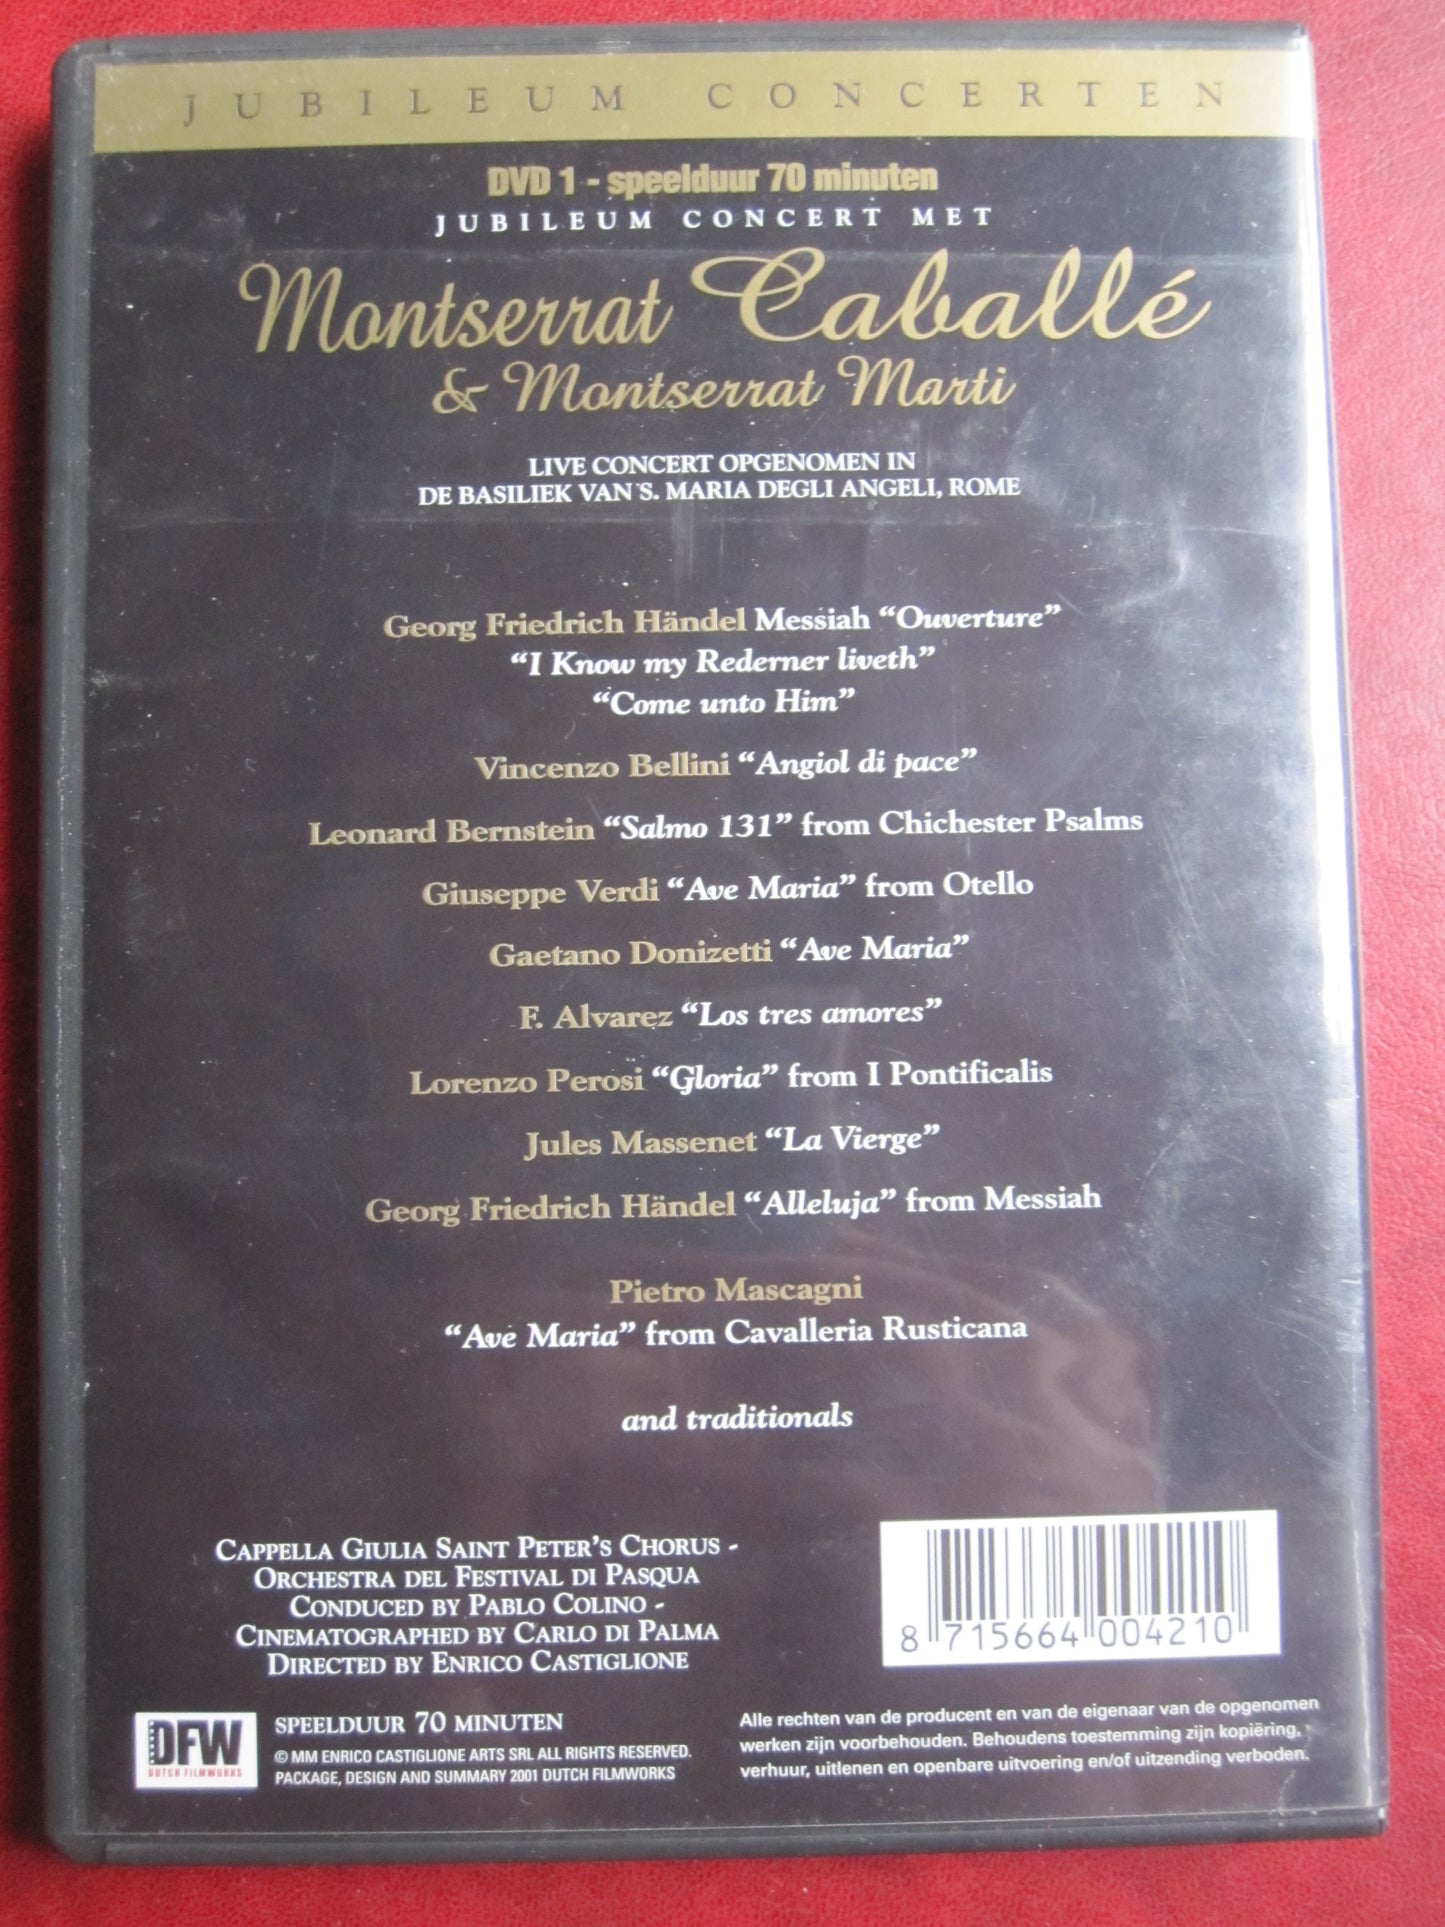 JUBILEUM CONCERTEN
DVD 1 - speelduur 70 minuten
JUBILEUM CONCERT MET
Montserrat Caballé
& Montserrat Marti
LIVE CONCERT OPGENOMEN IN
DE BASILIEK VAN S. MARIA DEGLI ANGELI, ROME
Georg Friedrich Händel Messiah “Ouverture”
“I Know my Rederner liveth”
“Come unto Him”
Vincenzo Bellini “Angiol di pace”
Leonard Bernstein “Salmo 131” from Chichester Psalms
Giuseppe Verdi “Ave Maria” from Otello
Gaetano Donizetti “Ave Maria”
F. Alvarez “Los tres amores”
Lorenzo Perosi “Gloria” from I Pontificalis
Jules Massenet “La Vierge”
Georg Friedrich Händel “Alleluja” from Messiah
Pietro Mascagni
“Ave Maria” from Cavalleria Rusticana
and traditionals
CAPPELLA GIULIA SAINT PETER’S CHORUS -
ORCHESTRA DEL FESTIVAL DI PASQUA
CONDUCED BY PABLO COLINO -
CINEMATOGRAPHED BY CARLO DI PALMA
DIRECTED BY ENRICO CASTIGLIONE
8 715664 004210
DFW
DUTCH FILMWORKS
SPEELDUUR 70 MINUTEN
© MM ENRICO CASTIGLIONE ARTS SRL ALL RIGHTS RESERVED.
PACKAGE, DESIGN AND SUMMARY 2001 DUTCH FILMWORKS
Alle rechten van de producent en van de eigenaar van de opgenomen
werken zijn voorbehouden. Behoudens toestemming zijn kopiëring,
verhuur, uitlenen en openbare uitvoering en/of uitzending verboden.